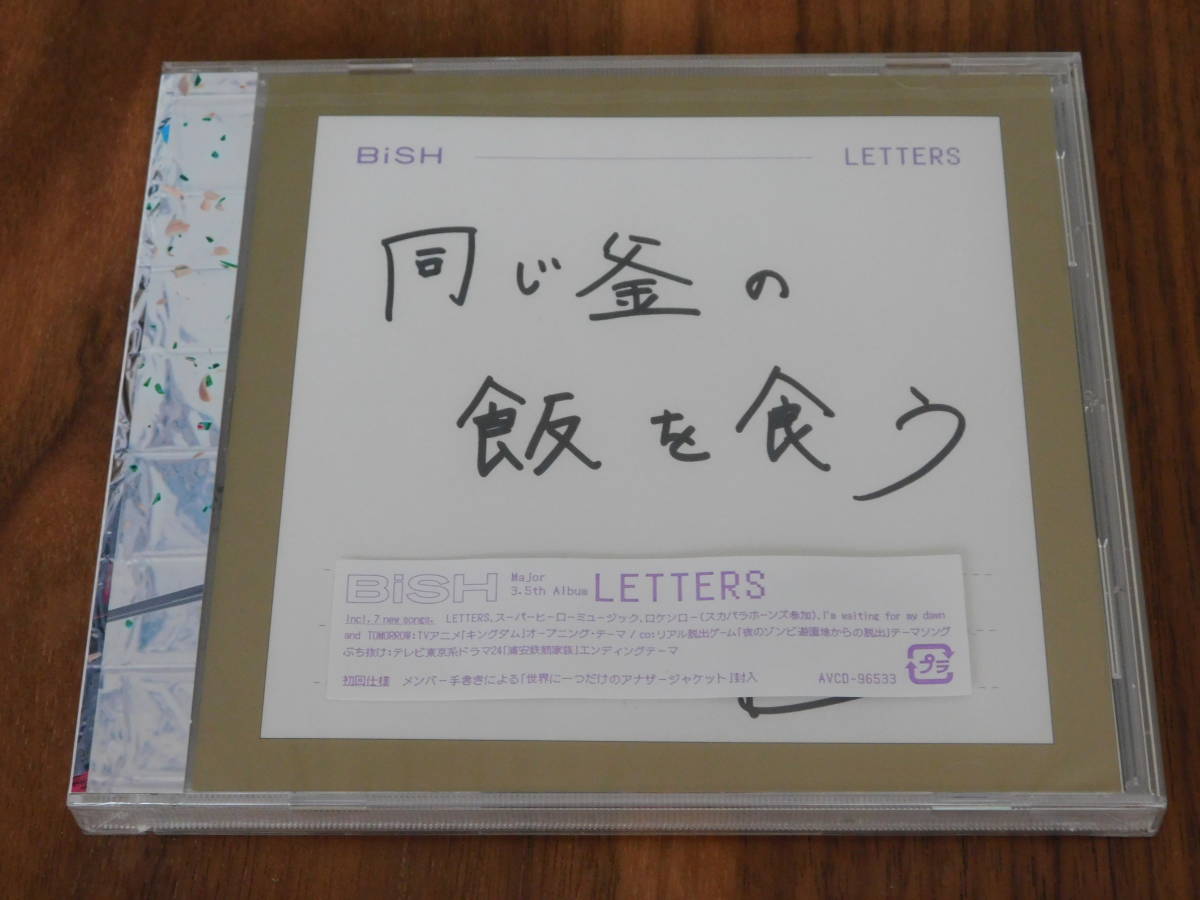 BiSH LETTERS
同じ釜の
飯を食う
BiSH Major 3.5th Album LETTERS
Incl. 7 new songs. LETTERS,スーパーヒーローミュージック,ロケンロー(スカパラホーンズ参加),I'm waiting for my dawn
and TOMORROW:TVアニメ「キングダム」オープニング・テーマ / co:リアル脱出ゲーム「夜のゾンビ遊園地からの脱出」テーマソング
ぶち抜け:テレビ東京系ドラマ24「浦安鉄筋家族」エンディングテーマ
初回仕様 メンバー手書きによる「世界に一つだけのアナザージャケット」封入 AVCD-96533
プラ